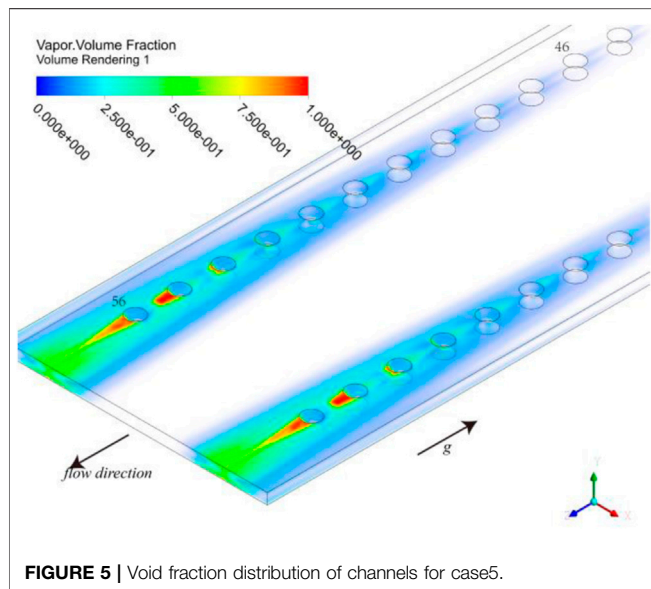 Vapor.Volume Fraction
Volume Rendering 1
0.000e+000
2.500e-001
5.000e-001
7.500e-001
1.000e+000
46
56
flow direction
g
Y
Z
X
FIGURE 5 | Void fraction distribution of channels for case5.